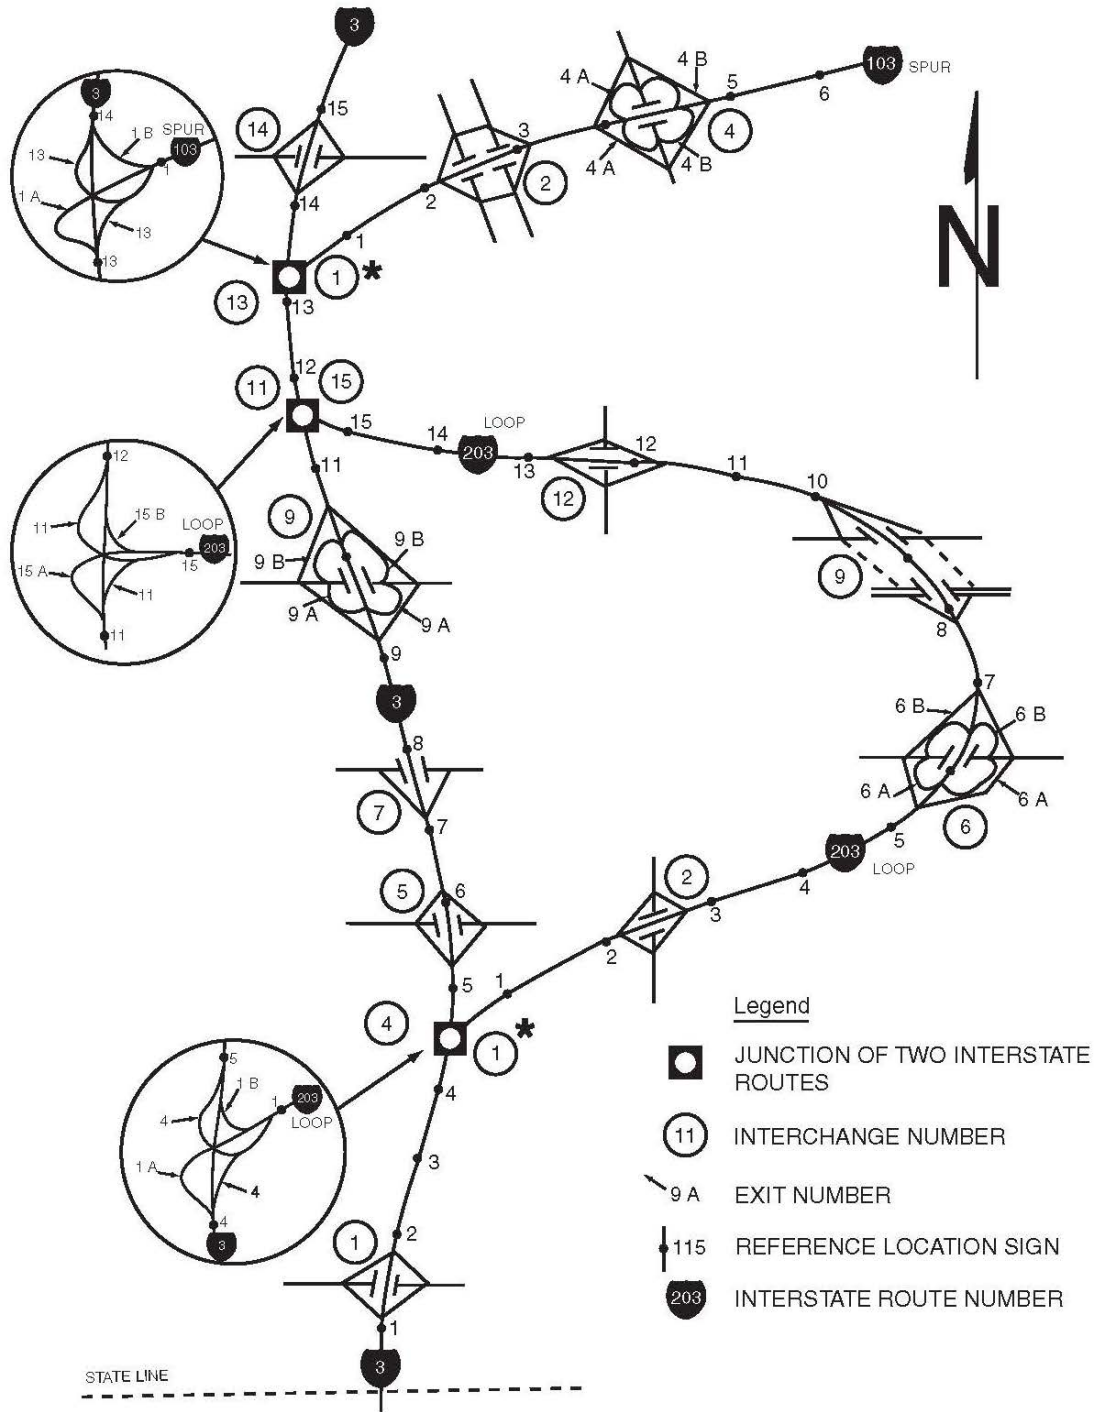 3
103 SPUR
4 A
4 B
5
6
15
14
3
4
4 A
4 B
2
2
3
14
1 B
SPUR
103
13
1
1 A
13
13
14
1
1 *
13
13
N
12
15
11
15
LOOP
14
203
13
12
12
11
10
11
9
9 B
9 B
9 A
9 A
9
9
8
12
15 B
LOOP
11
203
15
15 A
11
11
7
6 B
6 B
6 A
6 A
6
5
3
8
7
7
203
LOOP
4
2
3
5
6
2
1
5
4
1 *
4
5
1 B
1
203
LOOP
4
1 A
4
4
3
3
2
1
1
3
STATE LINE
Legend
JUNCTION OF TWO INTERSTATE
ROUTES
11 INTERCHANGE NUMBER
9 A EXIT NUMBER
115 REFERENCE LOCATION SIGN
203 INTERSTATE ROUTE NUMBER